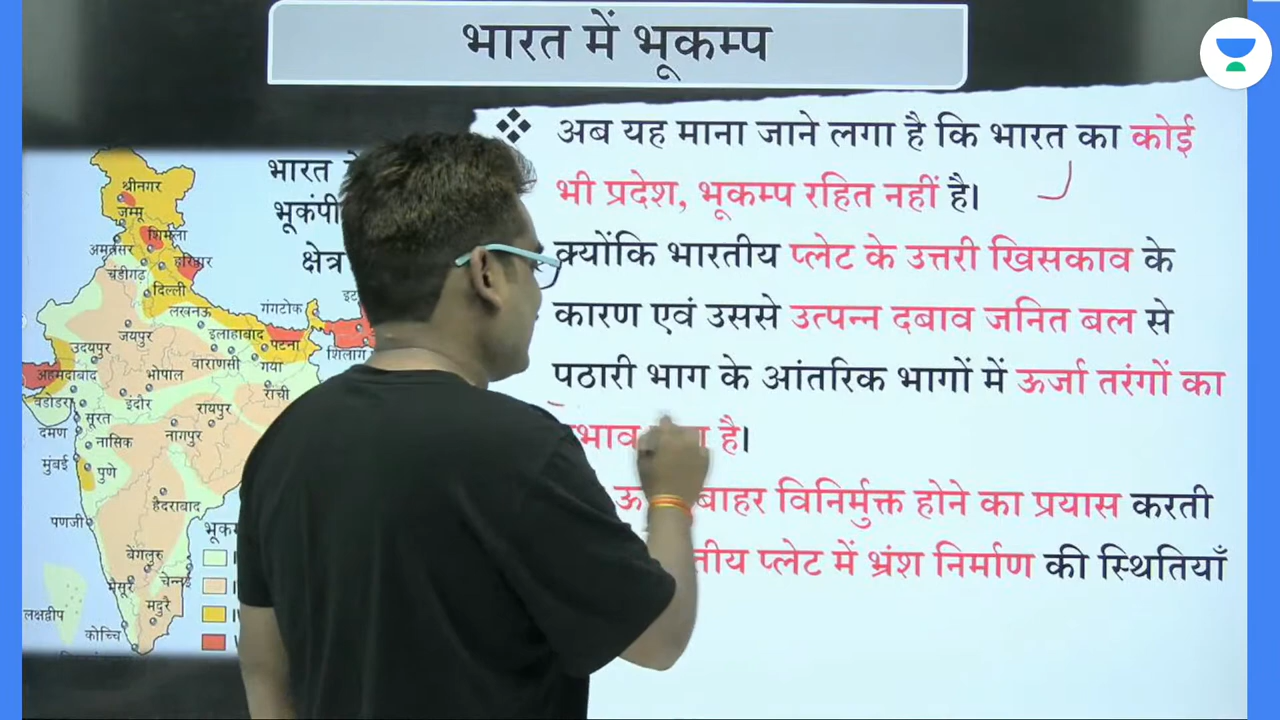 भारत में भूकम्प
अब यह माना जाने लगा है कि भारत का कोई
भी प्रदेश, भूकम्प रहित नहीं है।
क्योंकि भारतीय प्लेट के उत्तरी खिसकाव के
कारण एवं उससे उत्पन्न दबाव जनित बल से
पठारी भाग के आंतरिक भागों में ऊर्जा तरंगों का
है।
बाहर विनिर्मुक्त होने का प्रयास करती
प्लेट में भ्रंश निर्माण की स्थितियाँ
भारत
क्षेत्र
श्रीनगर
जम्मू
शिमला
अमृतसर
हरिद्वार
चंडीगढ़
दिल्ली
लखनऊ
गंगटोक
जयपुर
इलाहाबाद
पटना
शिलांग
उदयपुर
वाराणसी
गया
अहमदाबाद
भोपाल
रांची
वडोडरा
इंदौर
रायपुर
सूरत
दमण
नासिक
नागपुर
मुंबई
पुणे
हैदराबाद
पणजी
बेंगलुरु
चेन्नई
मैसूर
मदुरै
लक्षद्वीप
कोच्चि